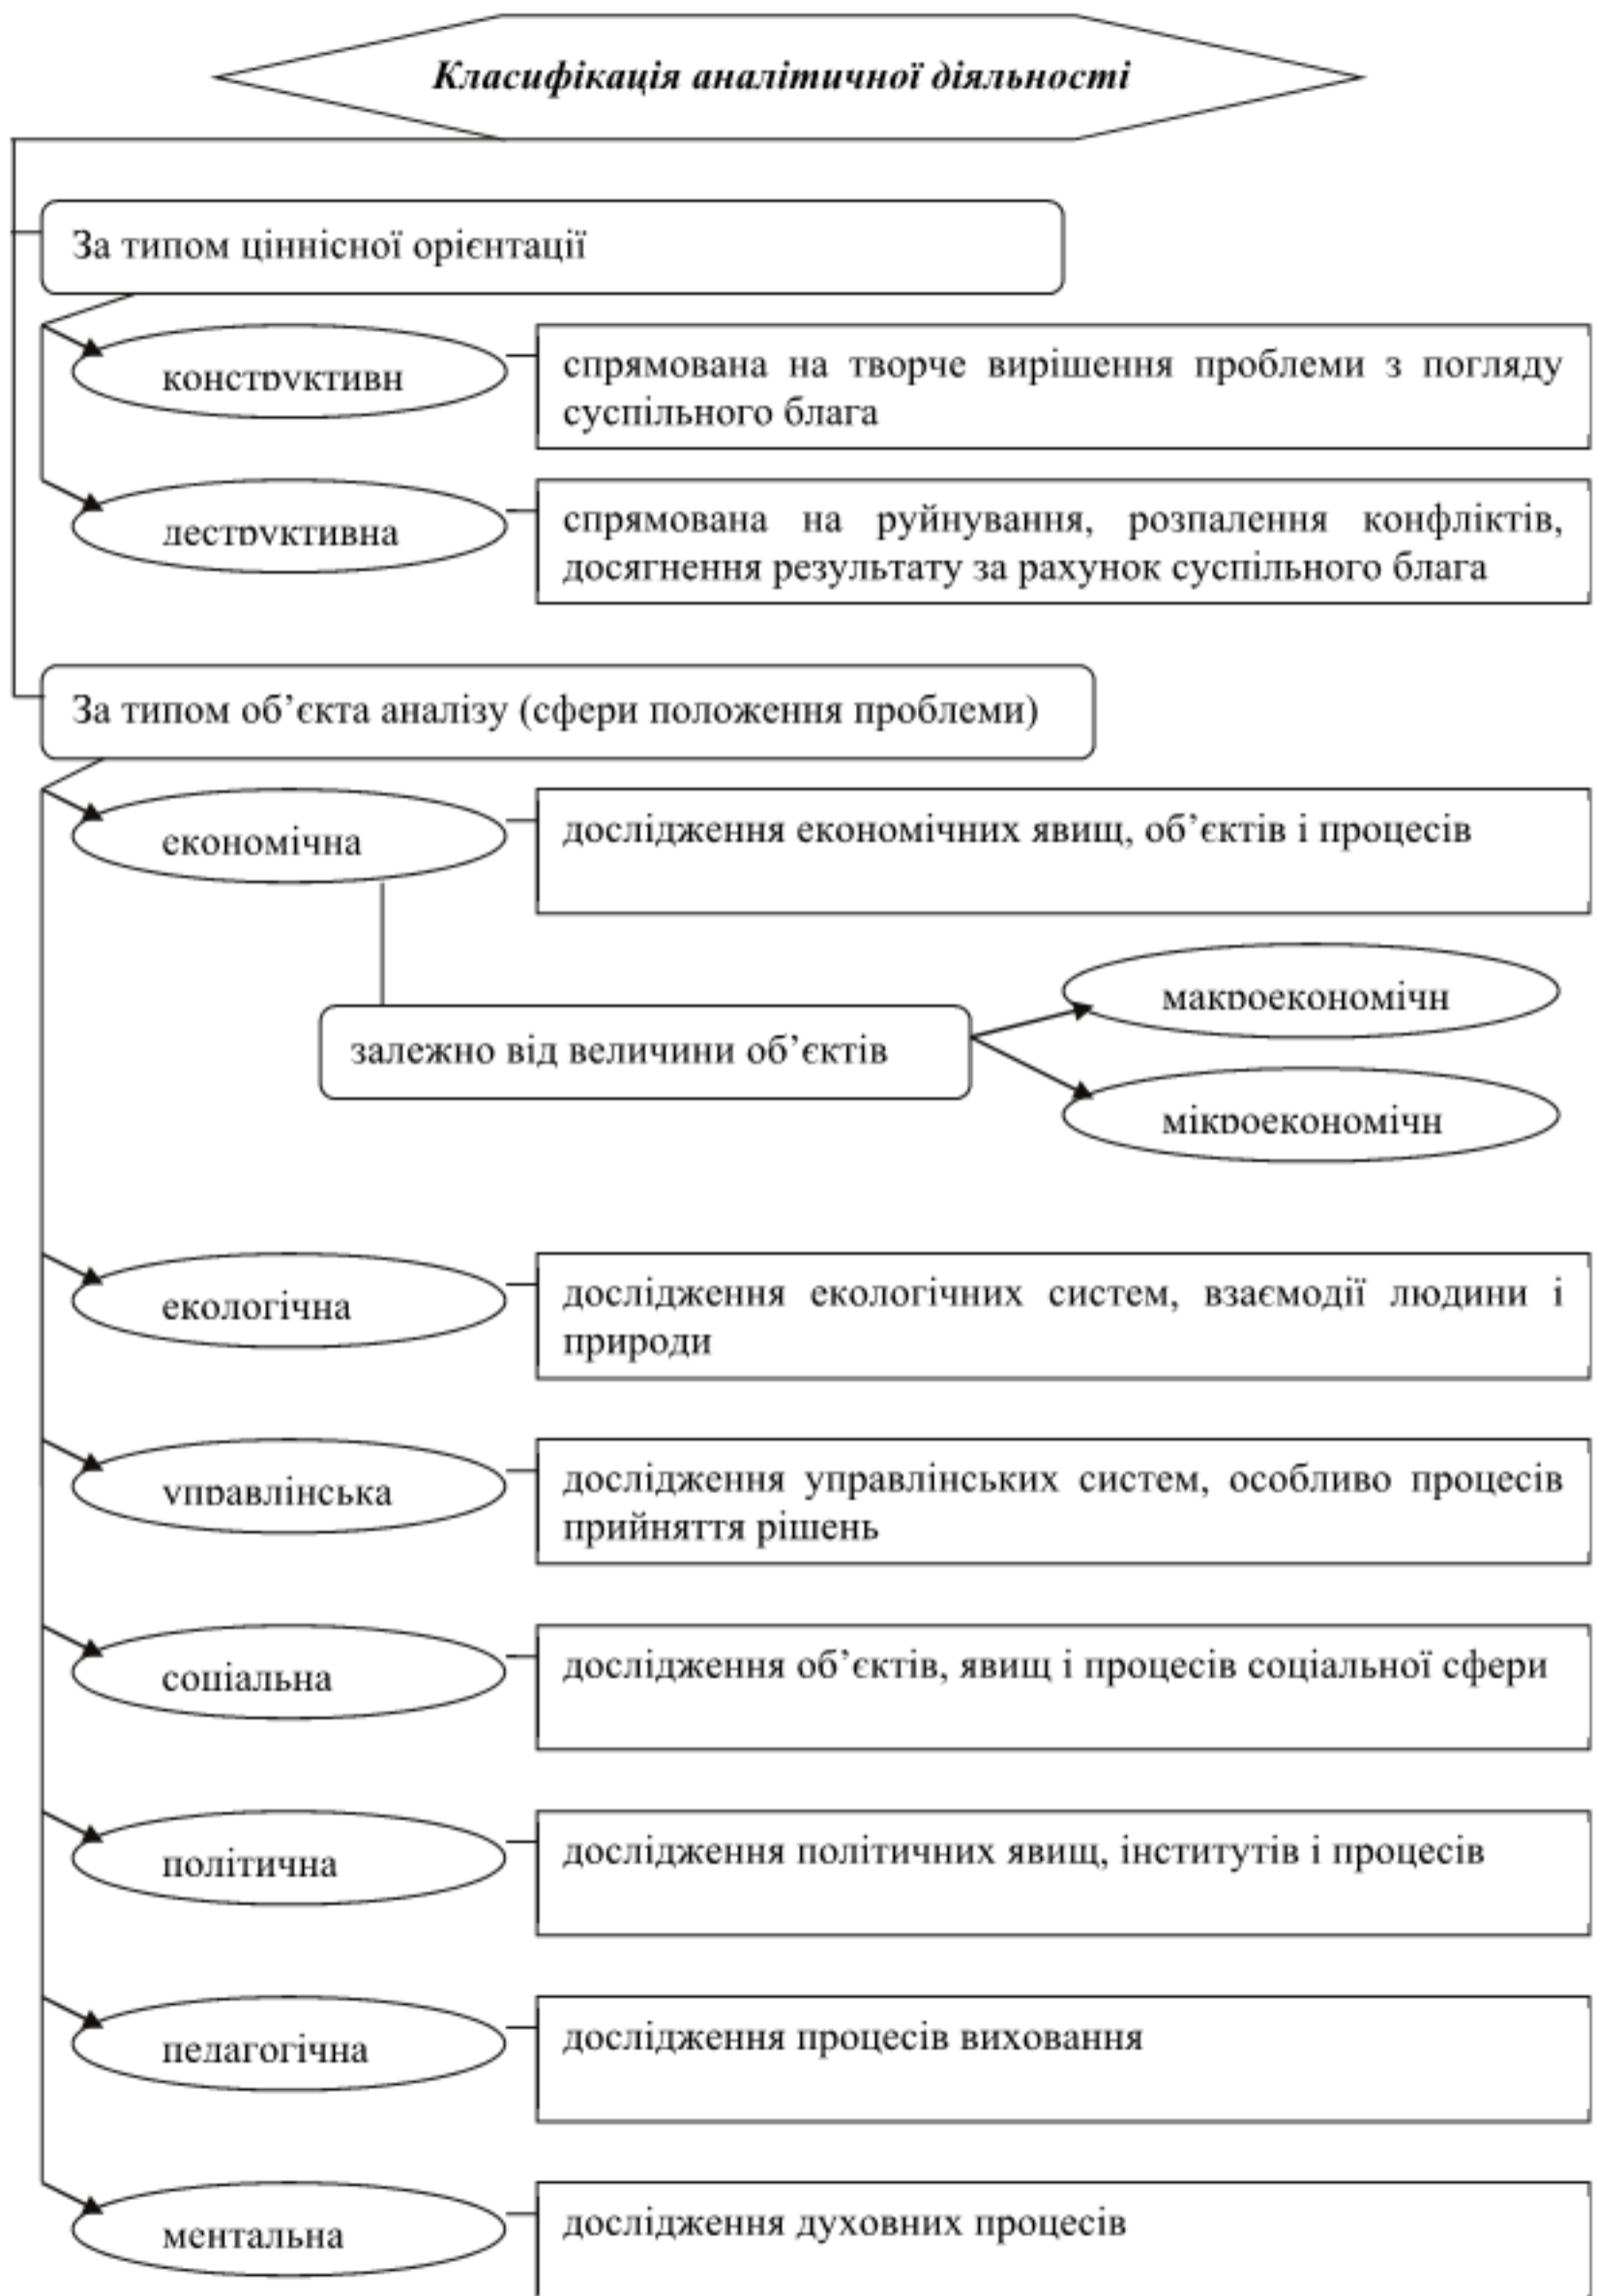 Класифікація аналітичної діяльності
За типом ціннісної орієнтації
конструктивн
спрямована на творче вирішення проблеми з погляду
суспільного блага
деструктивна
спрямована на руйнування, розпалення конфліктів,
досягнення результату за рахунок суспільного блага
За типом об’єкта аналізу (сфери положення проблеми)
економічна
дослідження економічних явищ, об’єктів і процесів
макроекономічн
залежно від величини об’єктів
мікроекономічн
екологічна
дослідження екологічних систем, взаємодії людини і
природи
управлінська
дослідження управлінських систем, особливо процесів
прийняття рішень
соціальна
дослідження об’єктів, явищ і процесів соціальної сфери
політична
дослідження політичних явищ, інститутів і процесів
педагогічна
дослідження процесів виховання
ментальна
дослідження духовних процесів